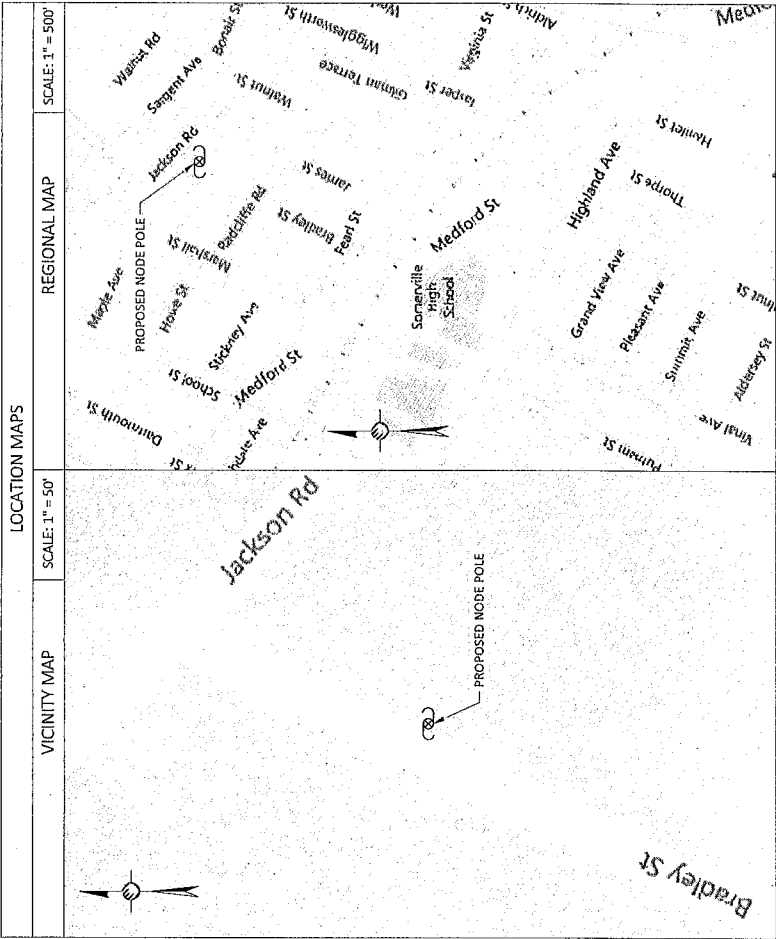 LOCATION MAPS
VICINITY MAP
SCALE: 1" = 50'
REGIONAL MAP
SCALE: 1" = 500'
Jackson Rd
PROPOSED NODE POLE
Bradley St
Walnut Rd
Sargent Ave
Bonair St
Wigglesworth St
Aldrich St
Walnut St
Gilman Terrace
Virginia St
Jasper St
Jackson Rd
PROPOSED NODE POLE
Maple Ave
Marshall St
Radcliffe Rd
James St
Bradley St
Pearl St
Howe St
Stickney Ave
School St
Medford St
Dartmouth St
Medford St
Somerville
High
School
Highland Ave
Hamlet St
Thorpe St
Grand View Ave
Pleasant Ave
Summit Ave
Aldersey St
Vinal Ave
Putnam St